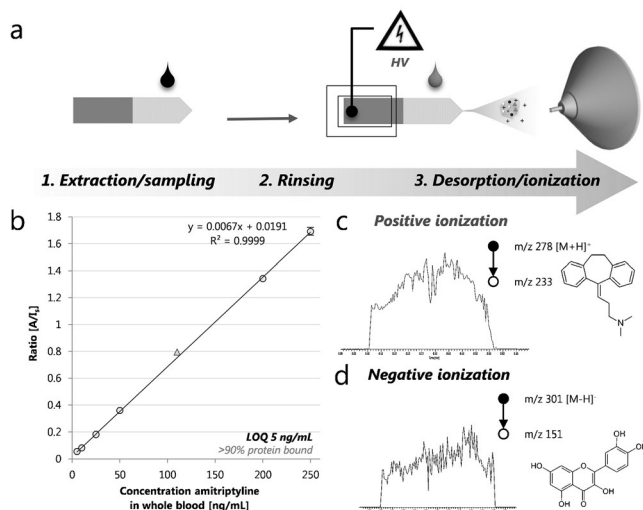 a
HV
1. Extraction/sampling
2. Rinsing
3. Desorption/ionization
b
1.8
1.6
1.4
1.2
1
0.8
0.6
0.4
0.2
0
y = 0.0067x + 0.0191
R² = 0.9999
Ratio [A/Iₛ]
LOQ 5 ng/mL
>90% protein bound
0
50
100
150
200
250
Concentration amitriptyline
in whole blood [ng/mL]
c
Positive ionization
m/z 278 [M+H]⁺
m/z 233
N
d
Negative ionization
m/z 301 [M-H]⁻
m/z 151
OH
OH
HO
O
OH
OH
O